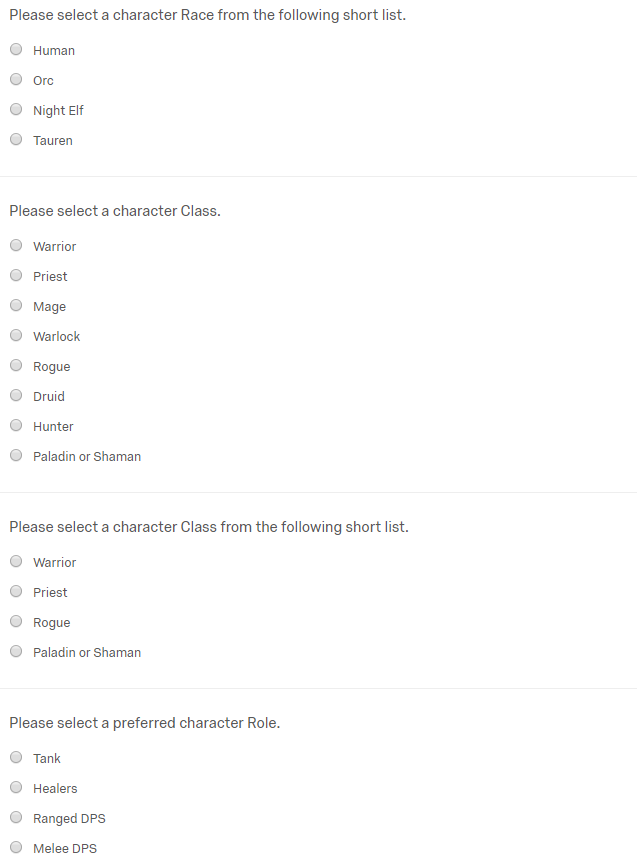 Please select a character Race from the following short list.
Human
Orc
Night Elf
Tauren
Please select a character Class.
Warrior
Priest
Mage
Warlock
Rogue
Druid
Hunter
Paladin or Shaman
Please select a character Class from the following short list.
Warrior
Priest
Rogue
Paladin or Shaman
Please select a preferred character Role.
Tank
Healers
Ranged DPS
Melee DPS